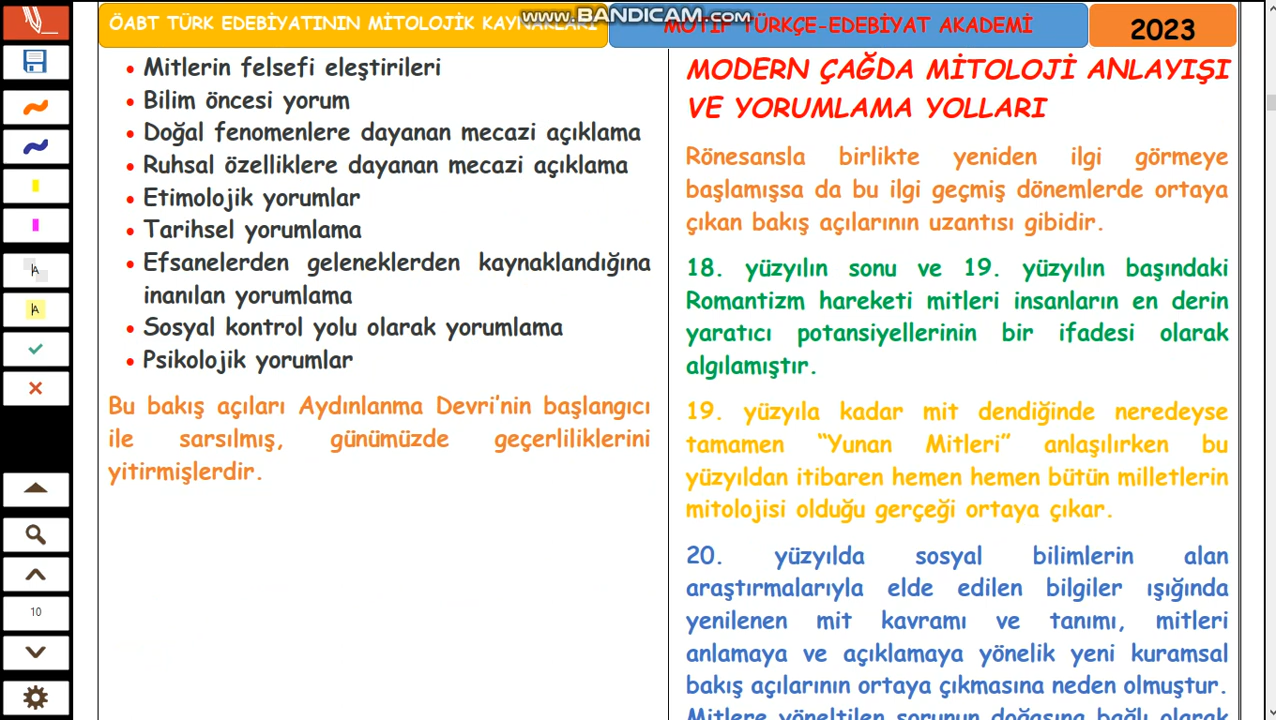 ÖABT TÜRK EDEBİYATININ MİTOLOJİK KAYNAKLARI
www.BANDICAM.com
MOTİF TÜRKÇE-EDEBİYAT AKADEMİ
2023
• Mitlerin felsefi eleştirileri
• Bilim öncesi yorum
• Doğal fenomenlere dayanan mecazi açıklama
• Ruhsal özelliklere dayanan mecazi açıklama
• Etimolojik yorumlar
• Tarihsel yorumlama
• Efsanelerden geleneklerden kaynaklandığına
inanılan yorumlama
• Sosyal kontrol yolu olarak yorumlama
• Psikolojik yorumlar
Bu bakış açıları Aydınlanma Devri’nin başlangıcı
ile sarsılmış, günümüzde geçerliliklerini
yitirmişlerdir.
MODERN ÇAĞDA MİTOLOJİ ANLAYIŞI
VE YORUMLAMA YOLLARI
Rönesansla birlikte yeniden ilgi görmeye
başlamışsa da bu ilgi geçmiş dönemlerde ortaya
çıkan bakış açılarının uzantısı gibidir.
18. yüzyılın sonu ve 19. yüzyılın başındaki
Romantizm hareketi mitleri insanların en derin
yaratıcı potansiyellerinin bir ifadesi olarak
algılamıştır.
19. yüzyıla kadar mit dendiğinde neredeyse
tamamen “Yunan Mitleri” anlaşılırken bu
yüzyıldan itibaren hemen hemen bütün milletlerin
mitolojisi olduğu gerçeği ortaya çıkar.
20. yüzyılda sosyal bilimlerin alan
araştırmalarıyla elde edilen bilgiler ışığında
yenilenen mit kavramı ve tanımı, mitleri
anlamaya ve açıklamaya yönelik yeni kuramsal
bakış açılarının ortaya çıkmasına neden olmuştur.
Mitlere yöneltilen sorunun doğasına bağlı olarak
A
A
10